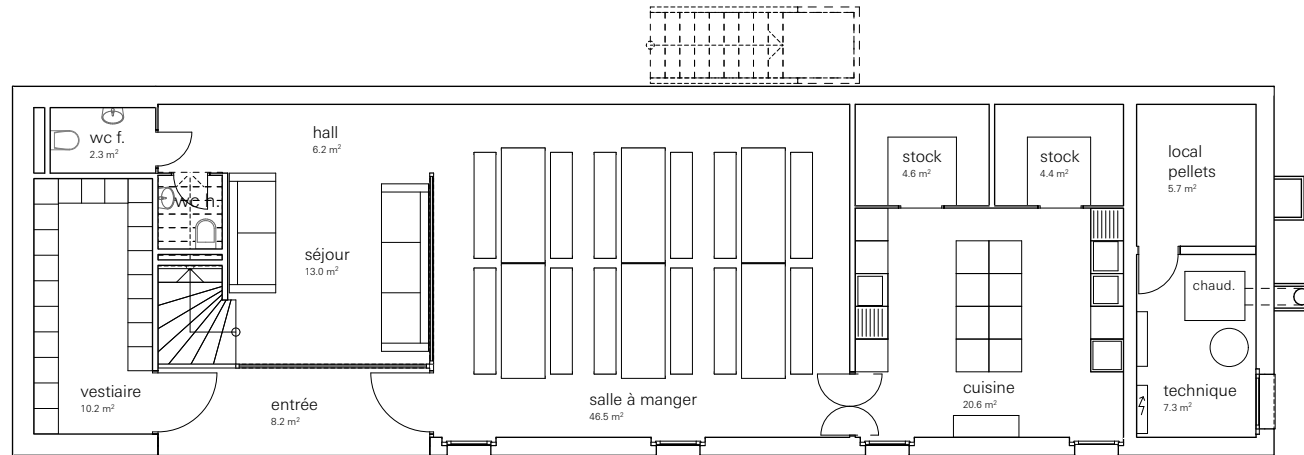 wc f.
2.3 m²
hall
6.2 m²
stock
4.6 m²
stock
4.4 m²
local
pellets
5.7 m²
wc h.
séjour
13.0 m²
chaud.
vestiaire
10.2 m²
entrée
8.2 m²
salle à manger
46.5 m²
cuisine
20.6 m²
technique
7.3 m²